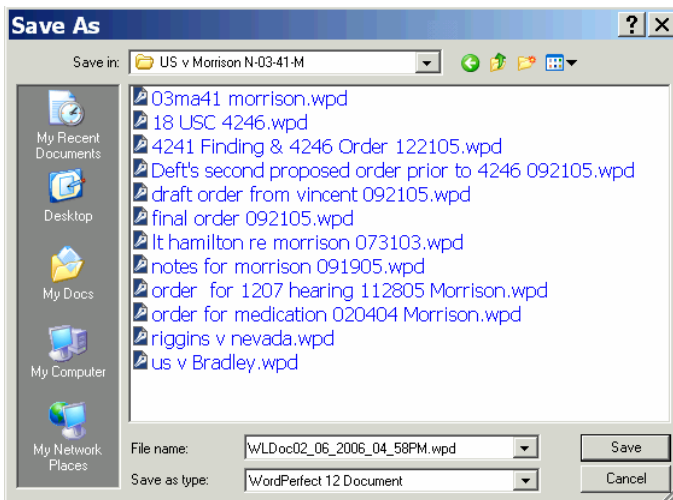 Save As
Save in: US v Morrison N-03-41-M
My Recent
Documents
Desktop
My Docs
My Computer
My Network
Places
03ma41 morrison.wpd
18 USC 4246.wpd
4241 Finding & 4246 Order 122105.wpd
Deft's second proposed order prior to 4246 092105.wpd
draft order from vincent 092105.wpd
final order 092105.wpd
lt hamilton re morrison 073103.wpd
notes for morrison 091905.wpd
order  for 1207 hearing 112805 Morrison.wpd
order for medication 020404 Morrison.wpd
riggins v nevada.wpd
us v Bradley.wpd
File name: WLDoc02_06_2006_04_58PM.wpd Save
Save as type: WordPerfect 12 Document Cancel